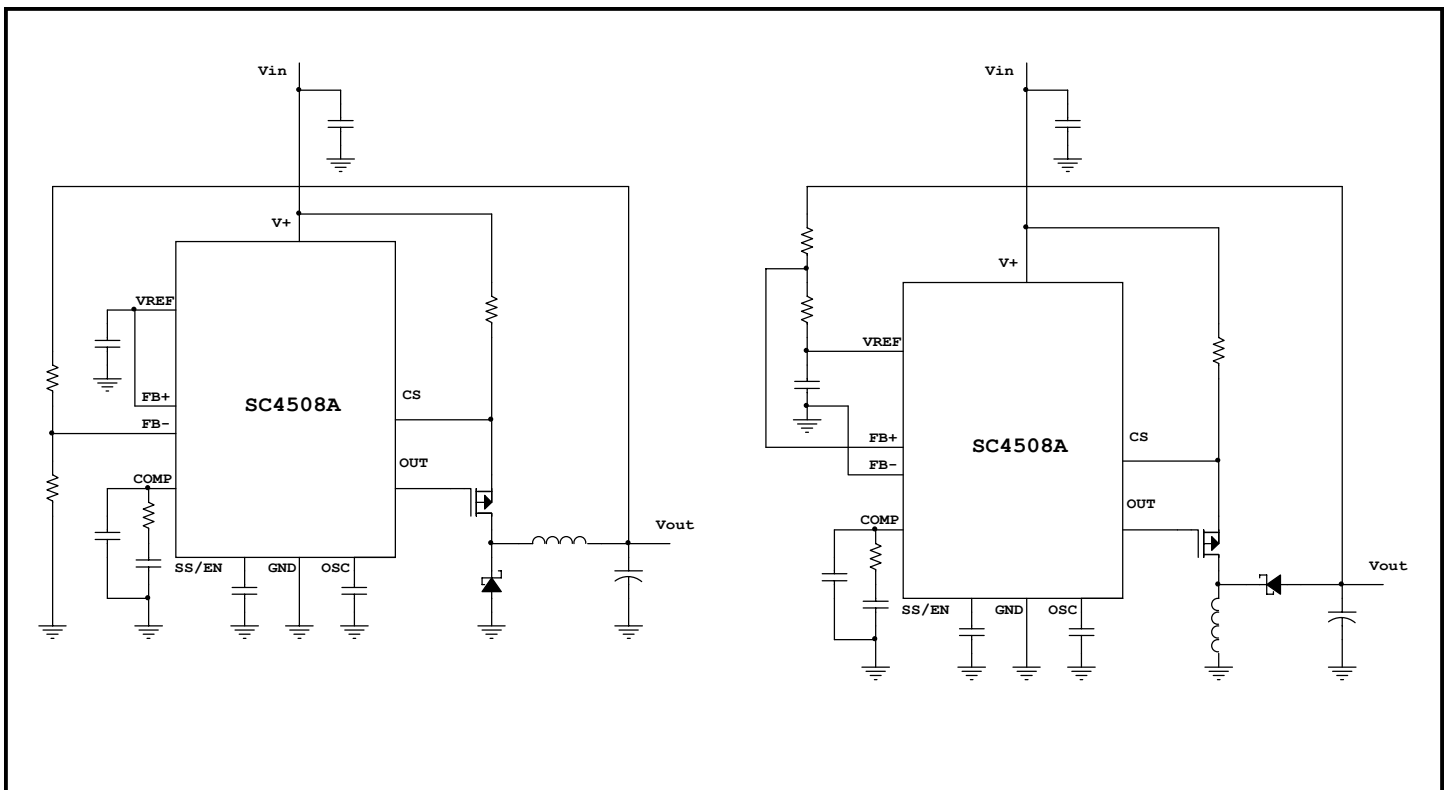 Vin
V+
VREF
FB+
FB-
SC4508A
CS
OUT
COMP
Vout
SS/EN GND OSC
Vin
V+
VREF
FB+
FB-
SC4508A
CS
OUT
COMP
Vout
SS/EN GND OSC